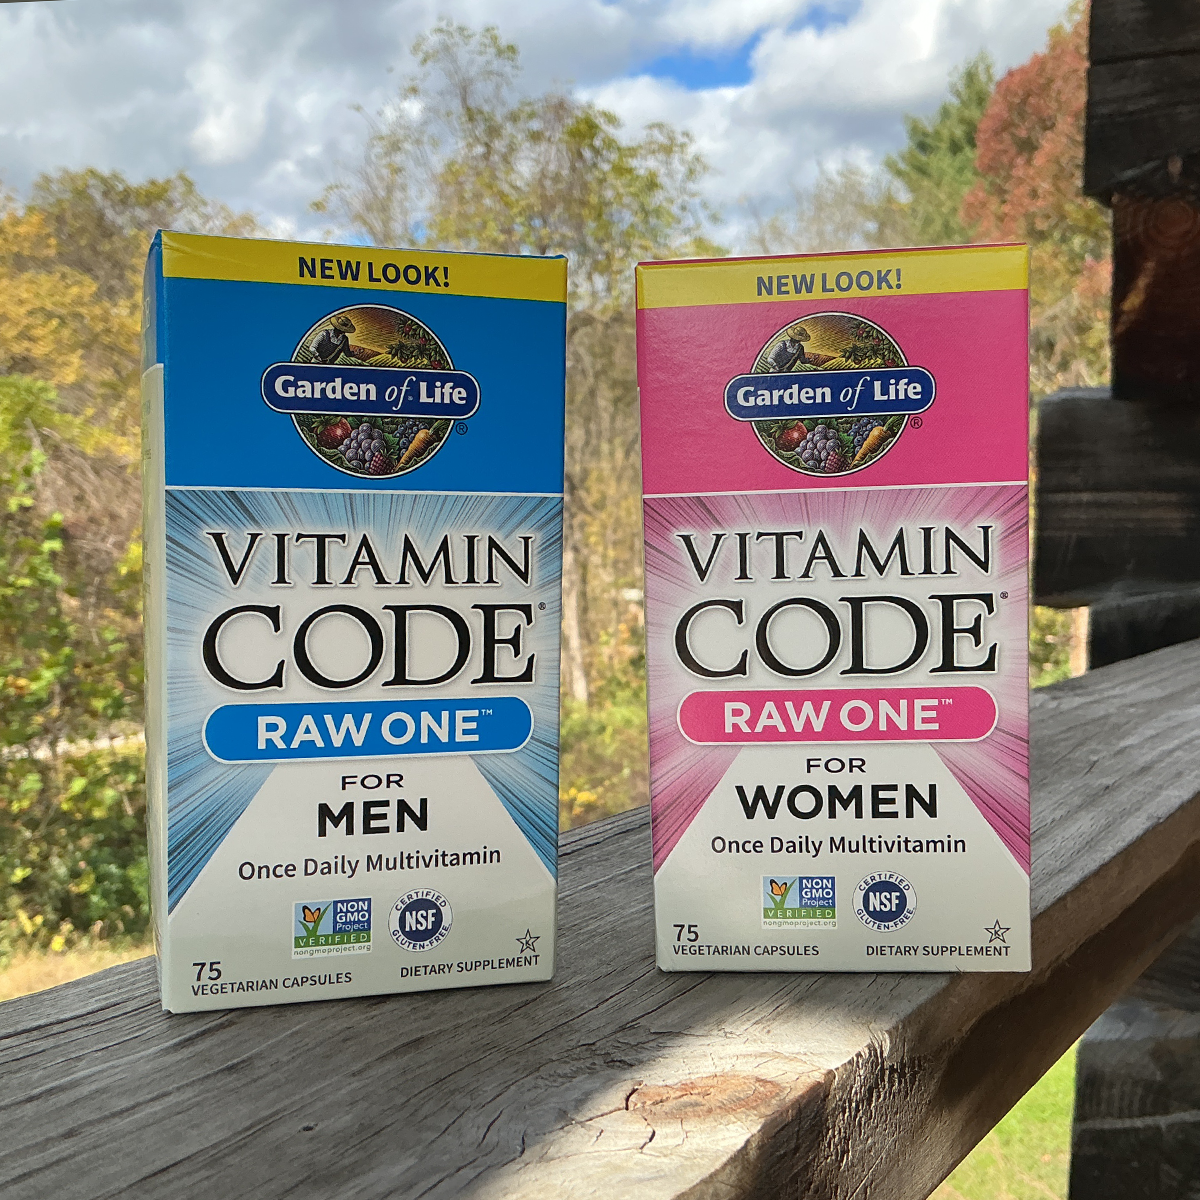 NEW LOOK!
Garden of Life
®
VITAMIN
CODE®
RAW ONE™
FOR
MEN
Once Daily Multivitamin
NON
GMO
Project
VERIFIED
nongmoproject.org
CERTIFIED
NSF
GLUTEN-FREE
K
75
VEGETARIAN CAPSULES
DIETARY SUPPLEMENT
NEW LOOK!
Garden of Life
®
VITAMIN
CODE®
RAW ONE™
FOR
WOMEN
Once Daily Multivitamin
NON
GMO
Project
VERIFIED
nongmoproject.org
CERTIFIED
NSF
GLUTEN-FREE
K
75
VEGETARIAN CAPSULES
DIETARY SUPPLEMENT